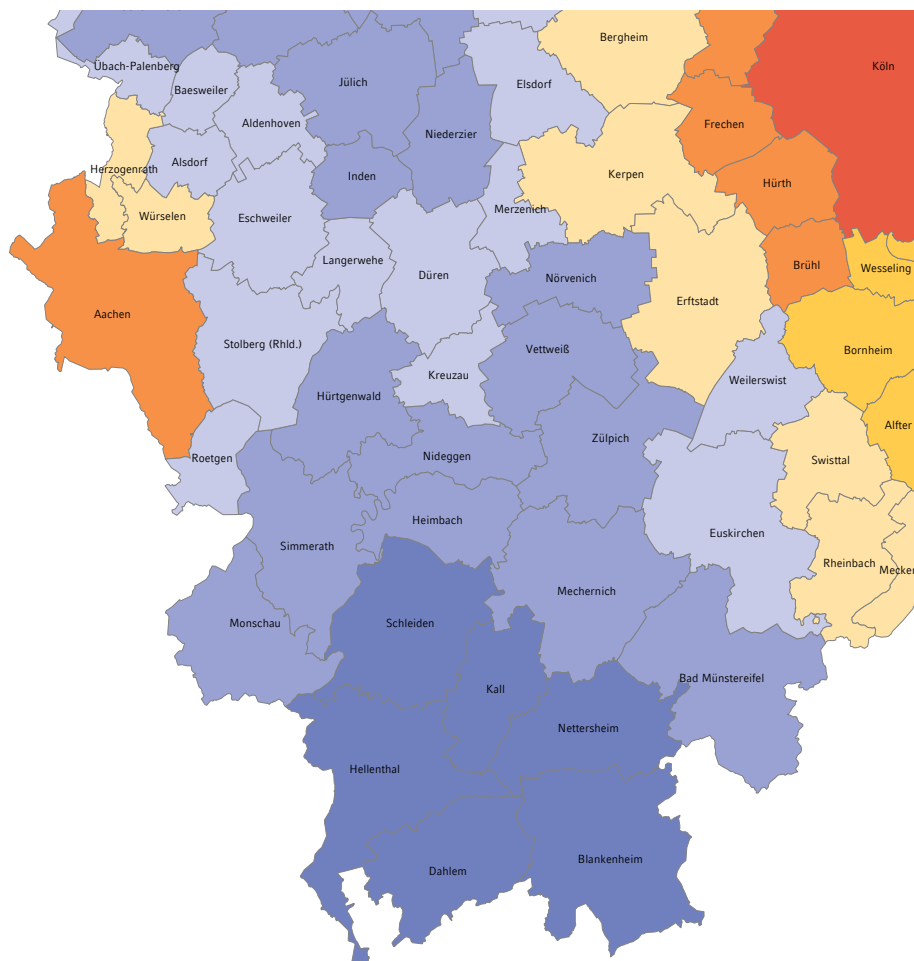 Bergheim
Köln
Übach-Palenberg
Jülich
Elsdorf
Baesweiler
Aldenhoven
Frechen
Niederzier
Alsdorf
Herzogenrath
Inden
Kerpen
Hürth
Würselen
Eschweiler
Merzenich
Langerwehe
Düren
Nörvenich
Brühl
Wesseling
Aachen
Erftstadt
Stolberg (Rhld.)
Vettweiß
Bornheim
Kreuzau
Weilerswist
Hürtgenwald
Alfter
Zülpich
Roetgen
Nideggen
Swisttal
Heimbach
Euskirchen
Simmerath
Rheinbach
Mecken
Mechernich
Monschau
Schleiden
Bad Münstereifel
Kall
Nettersheim
Hellenthal
Blankenheim
Dahlem